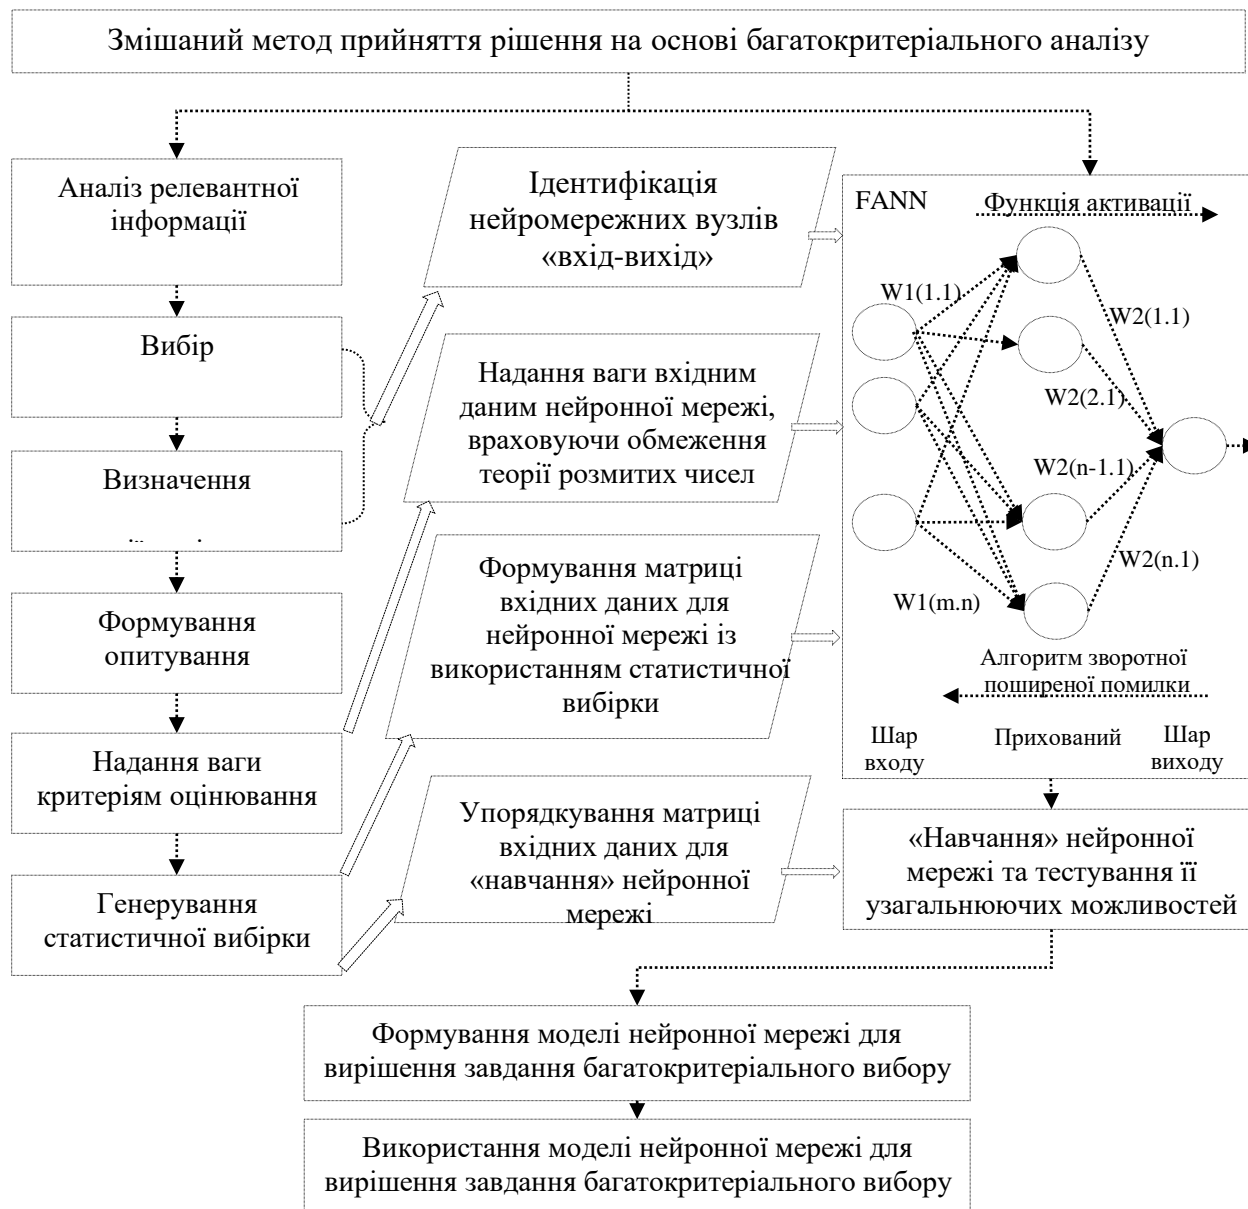 Змішаний метод прийняття рішення на основі багатокритеріального аналізу
Аналіз релевантної
інформації
Вибір
Визначення
Формування
опитування
Надання ваги
критеріям оцінювання
Генерування
статистичної вибірки
Ідентифікація
нейромережних вузлів
«вхід-вихід»
Надання ваги вхідним
даним нейронної мережі,
враховуючи обмеження
теорії розмитих чисел
Формування матриці
вхідних даних для
нейронної мережі із
використанням статистичної
вибірки
Упорядкування матриці
вхідних даних для
«навчання» нейронної
мережі
FANN
Функція активації
W1(1.1)
W2(1.1)
W2(2.1)
W2(n-1.1)
W2(n.1)
W1(m.n)
Алгоритм зворотної
поширеної помилки
Шар
входу
Прихований
Шар
виходу
«Навчання» нейронної
мережі та тестування її
узагальнюючих можливостей
Формування моделі нейронної мережі для
вирішення завдання багатокритеріального вибору
Використання моделі нейронної мережі для
вирішення завдання багатокритеріального вибору